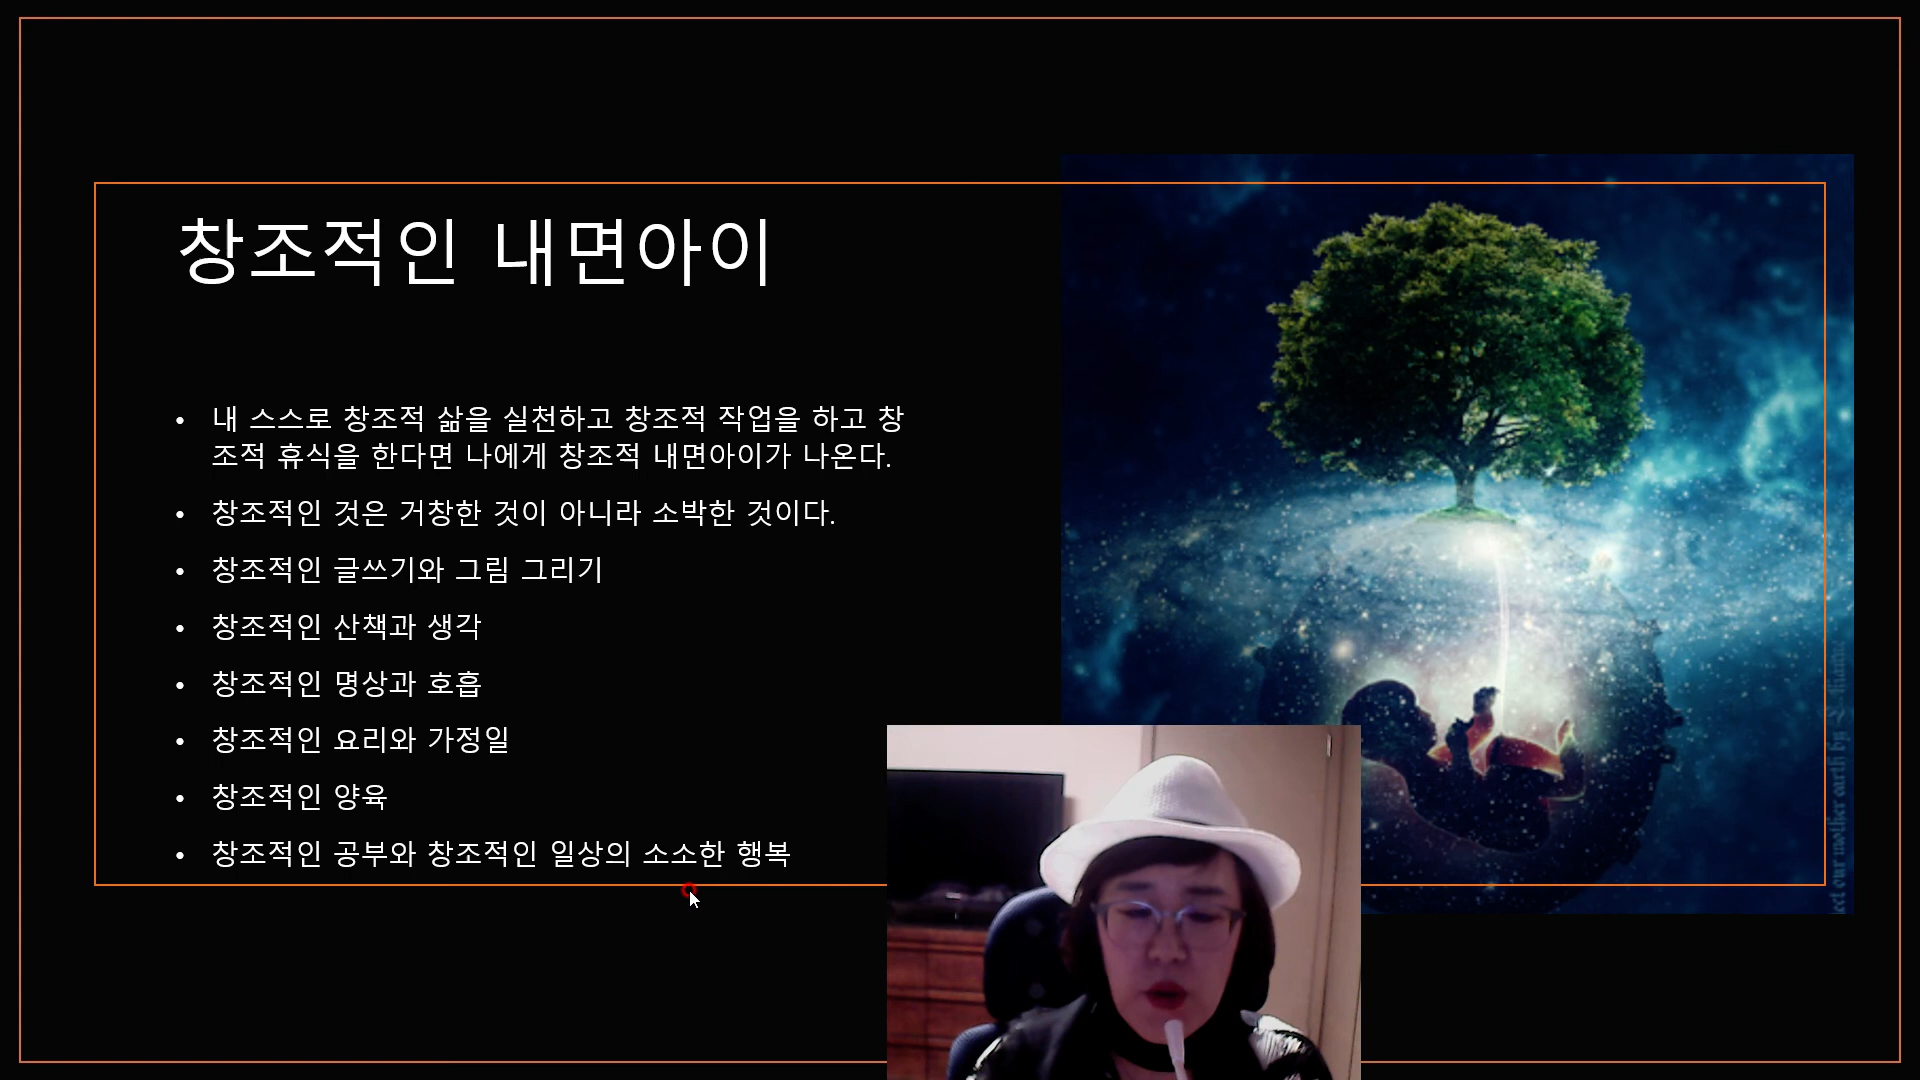 창조적인 내면아이
• 내 스스로 창조적 삶을 실천하고 창조적 작업을 하고 창
조적 휴식을 한다면 나에게 창조적 내면아이가 나온다.
• 창조적인 것은 거창한 것이 아니라 소박한 것이다.
• 창조적인 글쓰기와 그림 그리기
• 창조적인 산책과 생각
• 창조적인 명상과 호흡
• 창조적인 요리와 가정일
• 창조적인 양육
• 창조적인 공부와 창조적인 일상의 소소한 행복
our mother earth by